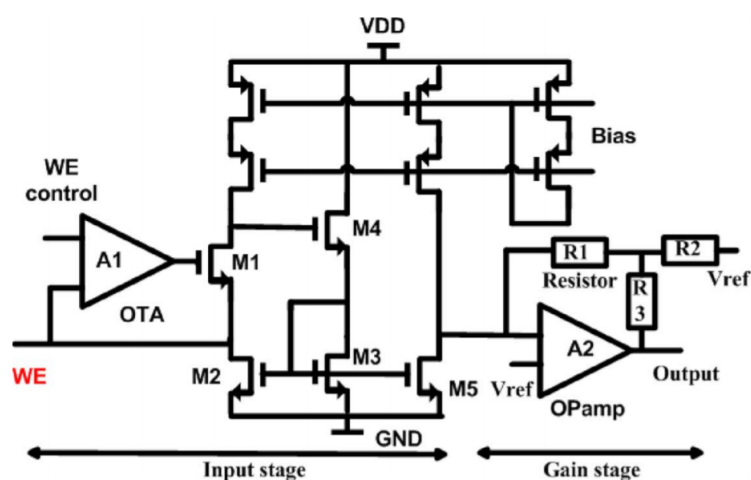 VDD
Bias
WE
control
A1
OTA
M1
M4
R1
R2
Resistor
R
3
Vref
WE
M2
M3
M5
Vref
A2
OPamp
Output
GND
Input stage
Gain stage